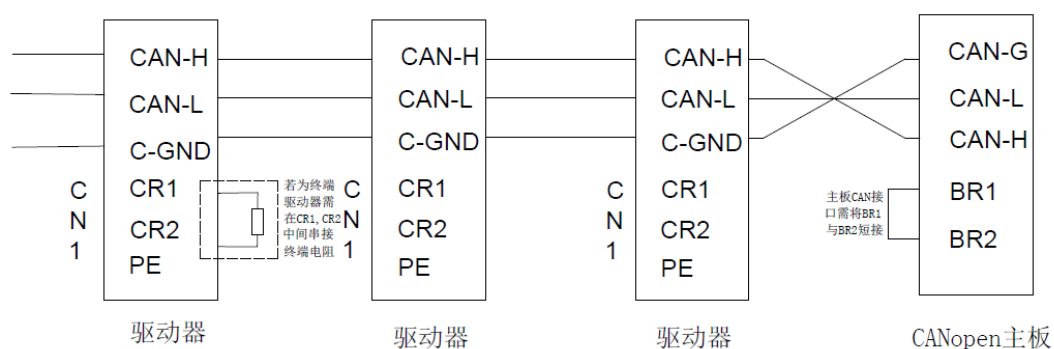 CAN-H
CAN-L
C-GND
CR1
CR2
PE
C
N
1
驱动器
若为终端
驱动器需
在CR1,CR2
中间串接
终端电阻
CAN-H
CAN-L
C-GND
CR1
CR2
PE
C
N
1
驱动器
CAN-H
CAN-L
C-GND
CR1
CR2
PE
C
N
1
驱动器
主板CAN接
口需将BR1
与BR2短接
CAN-G
CAN-L
CAN-H
BR1
BR2
CANopen主板